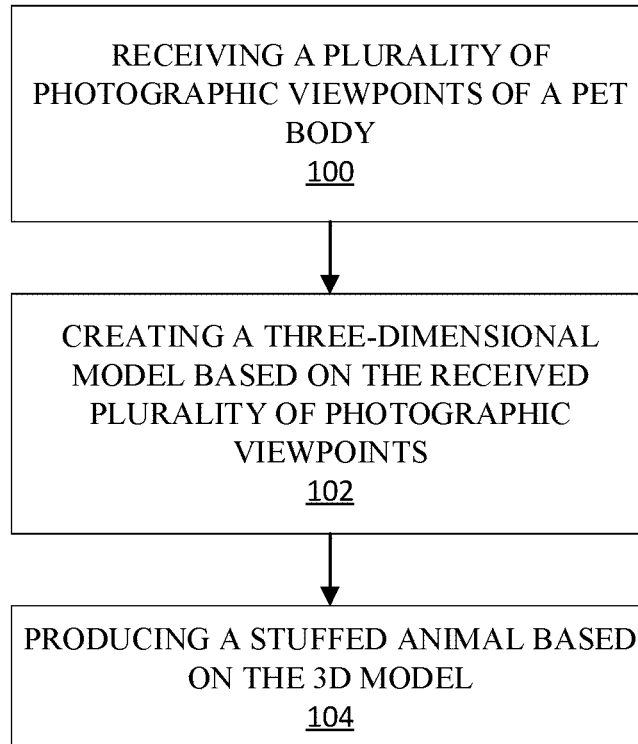 RECEIVING A PLURALITY OF
PHOTOGRAPHIC VIEWPOINTS OF A PET
BODY
100
CREATING A THREE-DIMENSIONAL
MODEL BASED ON THE RECEIVED
PLURALITY OF PHOTOGRAPHIC
VIEWPOINTS
102
PRODUCING A STUFFED ANIMAL BASED
ON THE 3D MODEL
104